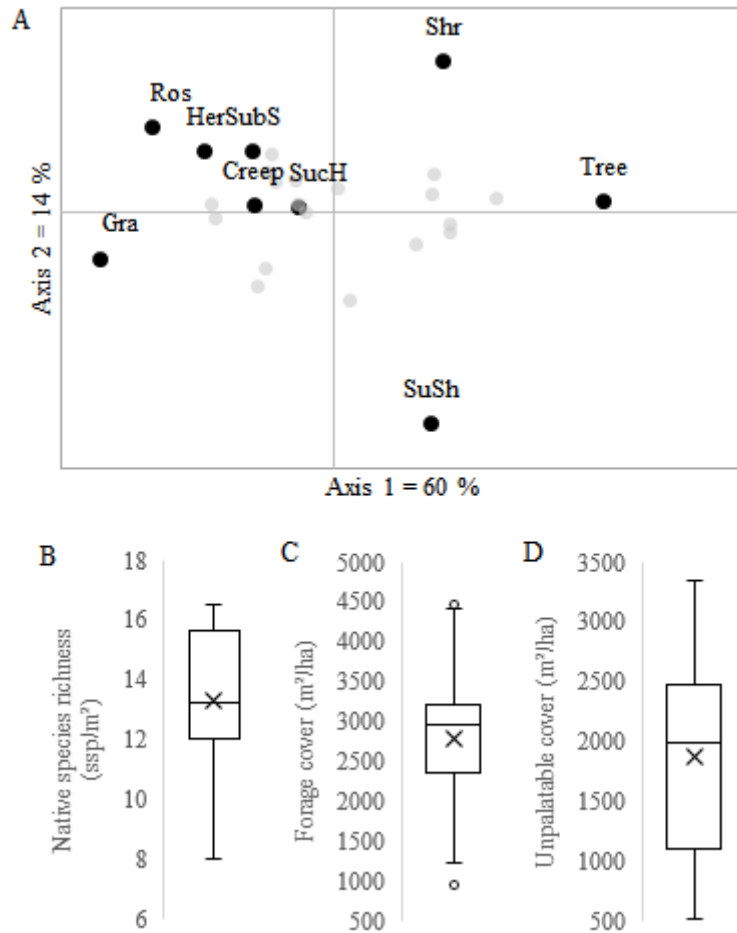 A
Shr
Ros
HerSubS
Creep SucH
Tree
Gra
SuSh
Axis 2 = 14 %
Axis 1 = 60 %
B
Native species richness
(ssp/m²)
18
16
14
12
10
8
6
C
Forage cover (m²/ha)
5000
4500
4000
3500
3000
2500
2000
1500
1000
500
D
Unpalatable cover (m²/ha)
3500
3000
2500
2000
1500
1000
500